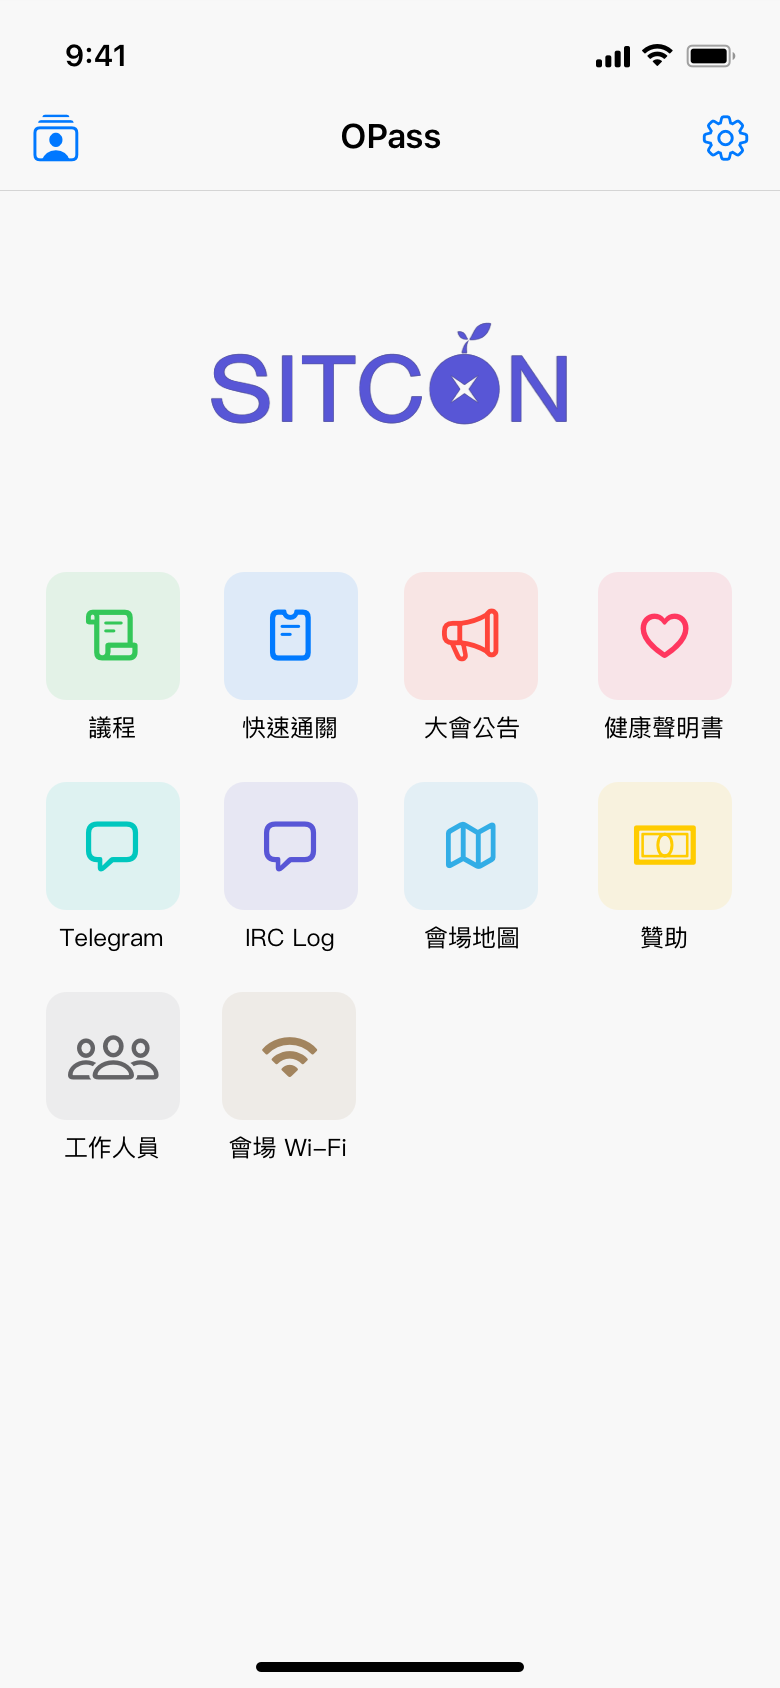 9:41
OPass
SITCON
議程
快速通關
大會公告
健康聲明書
Telegram
IRC Log
會場地圖
贊助
工作人員
會場 Wi-Fi